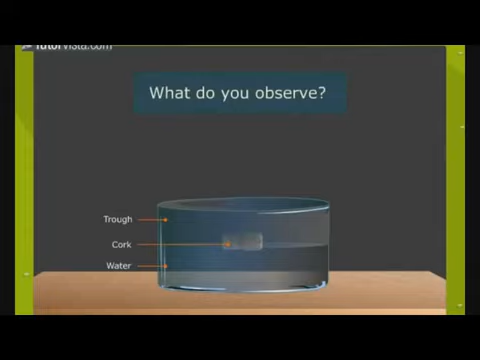 Tutorvista.com
What do you observe?
Trough
Cork
Water